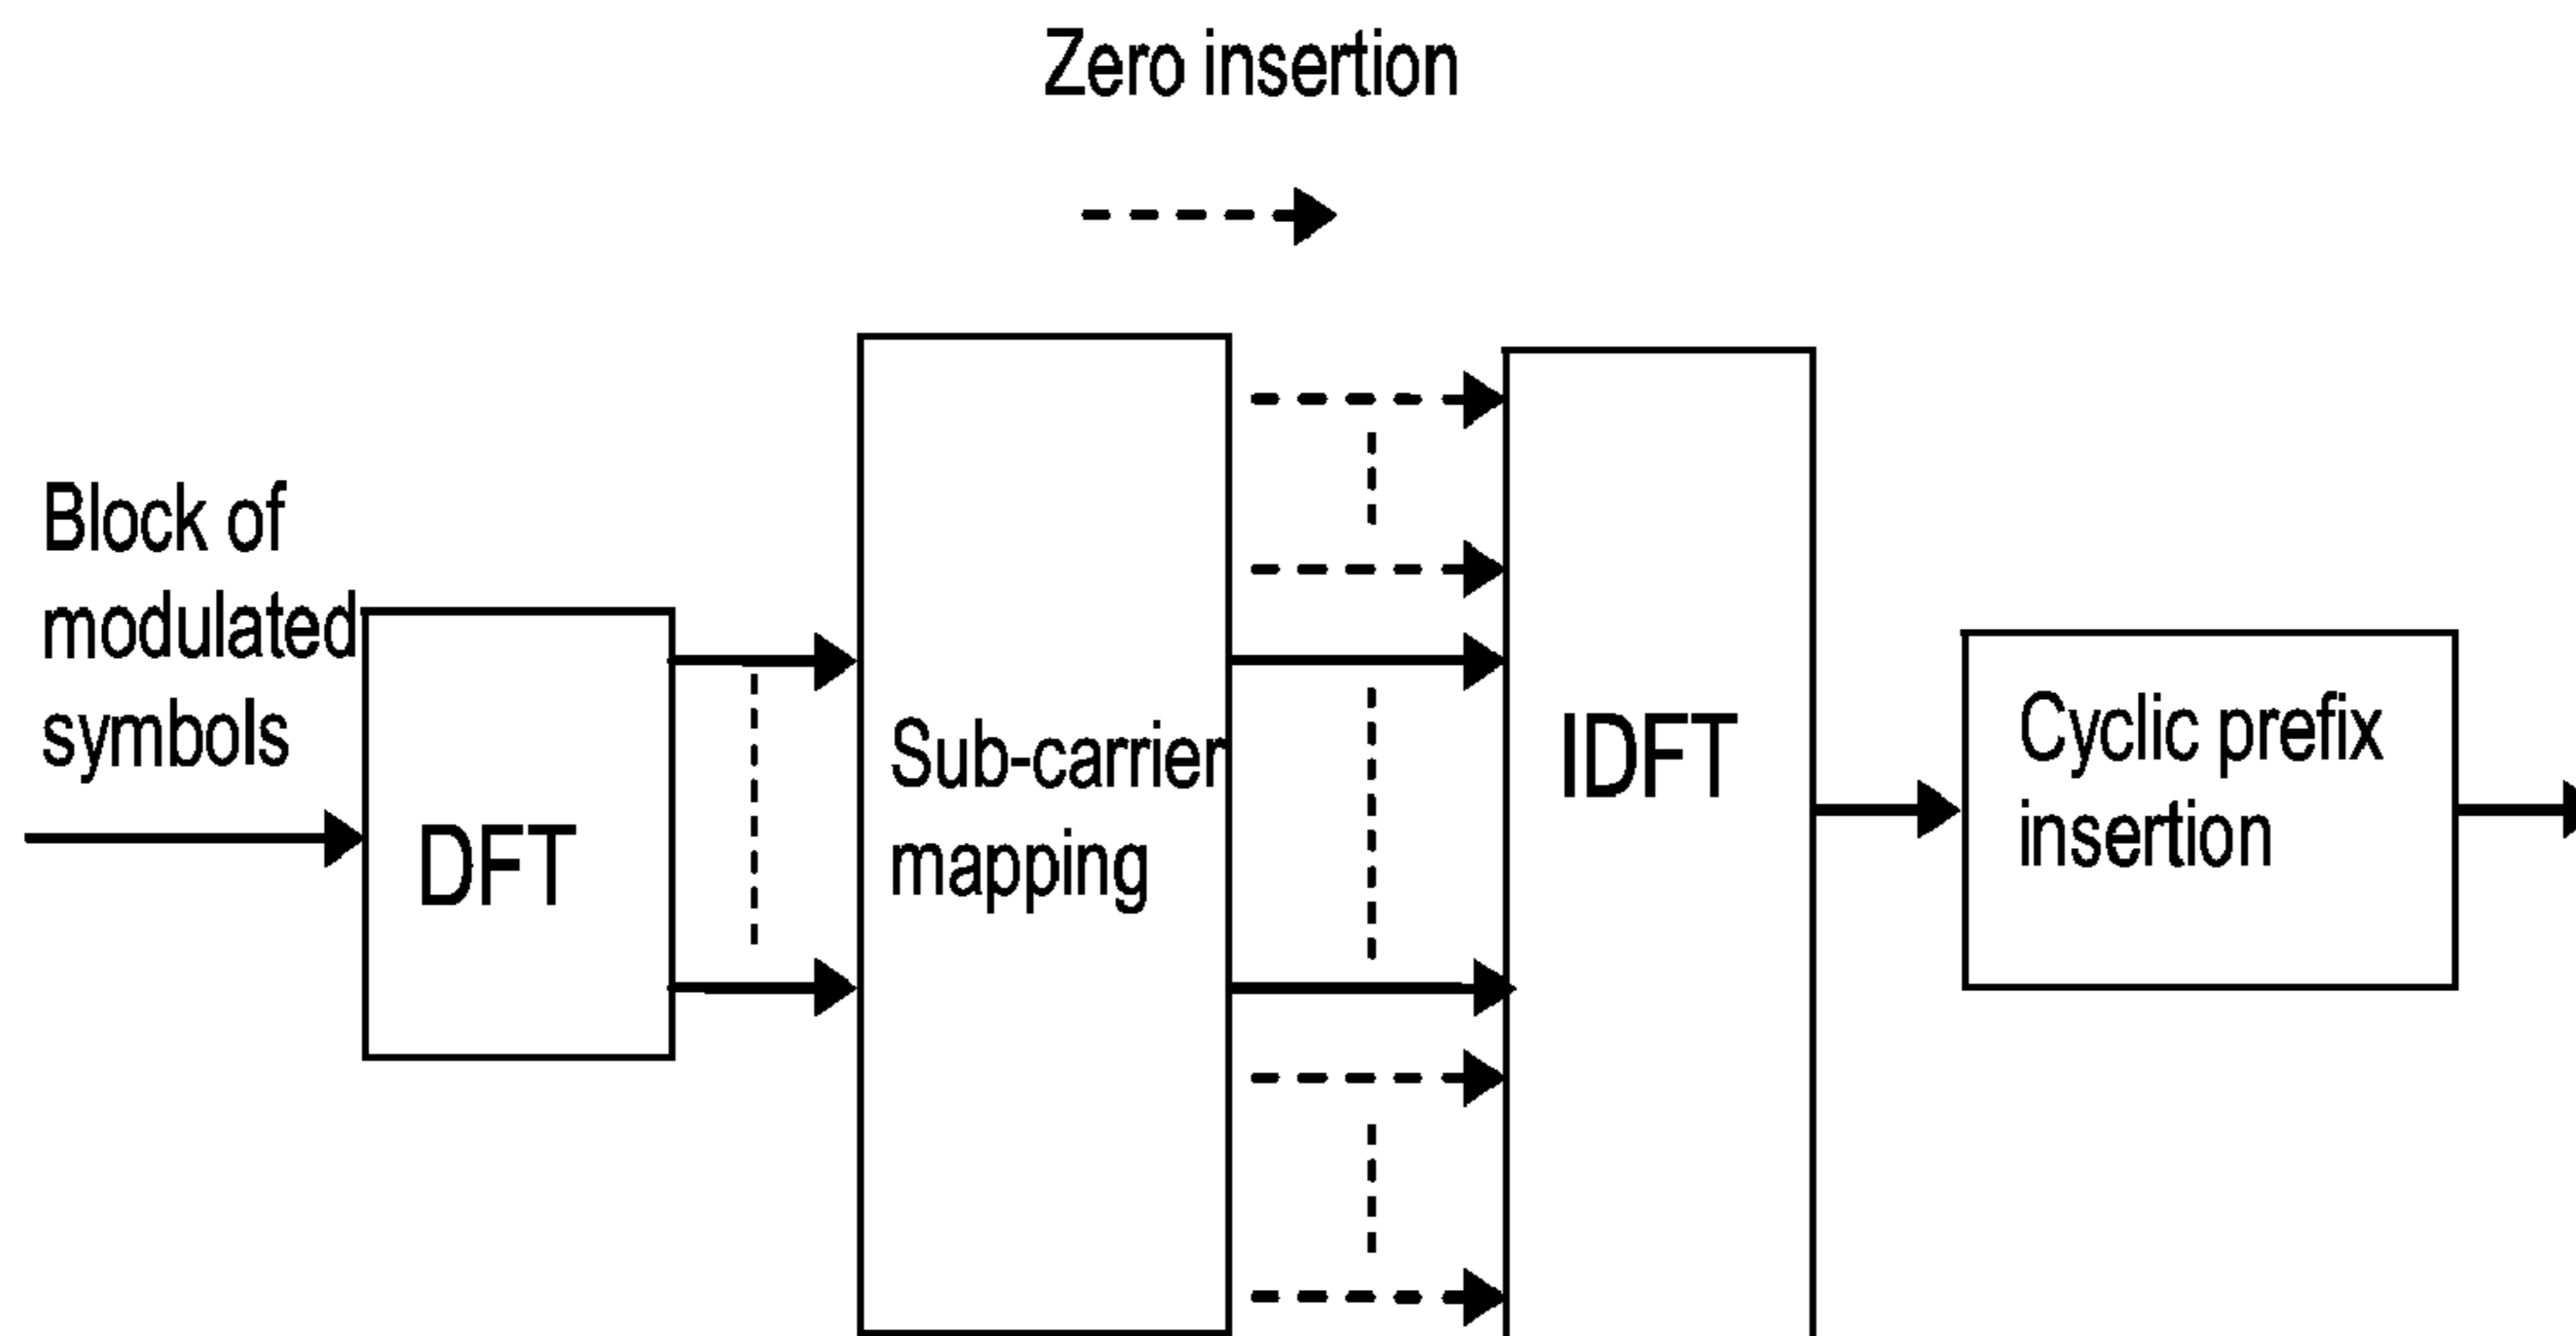 Zero insertion
Block of
modulated
symbols
DFT
Sub-carrier
mapping
IDFT
Cyclic prefix
insertion